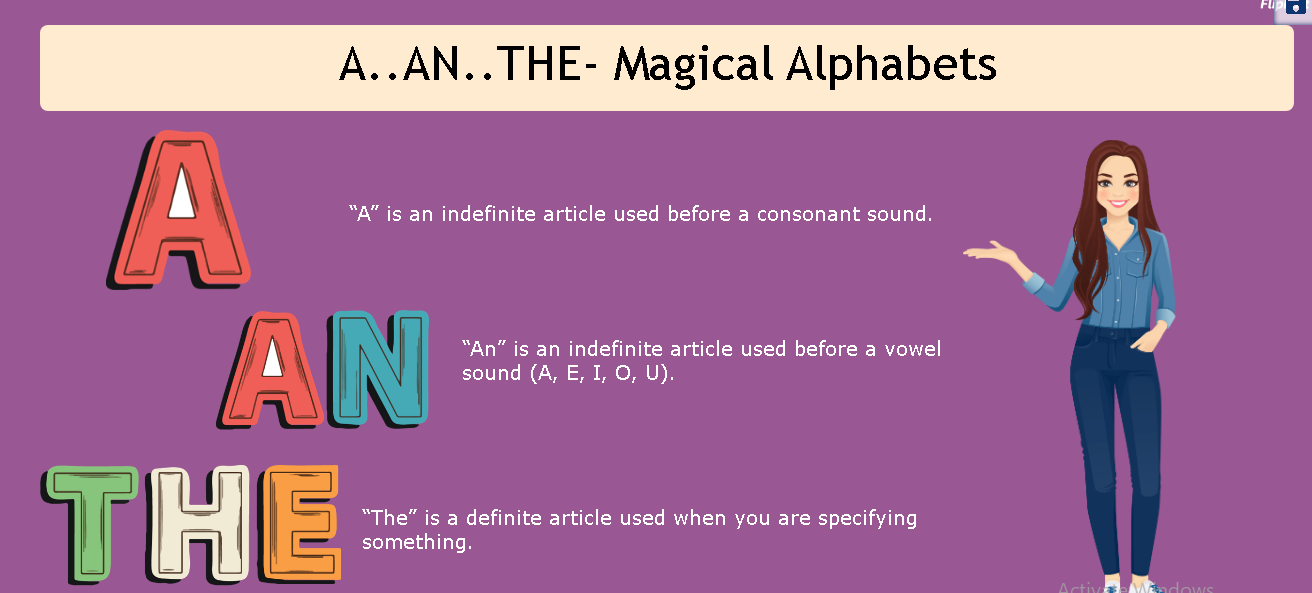 A..AN..THE- Magical Alphabets
A
“A” is an indefinite article used before a consonant sound.
AN
“An” is an indefinite article used before a vowel
sound (A, E, I, O, U).
THE
“The” is a definite article used when you are specifying
something.
Activate Windows